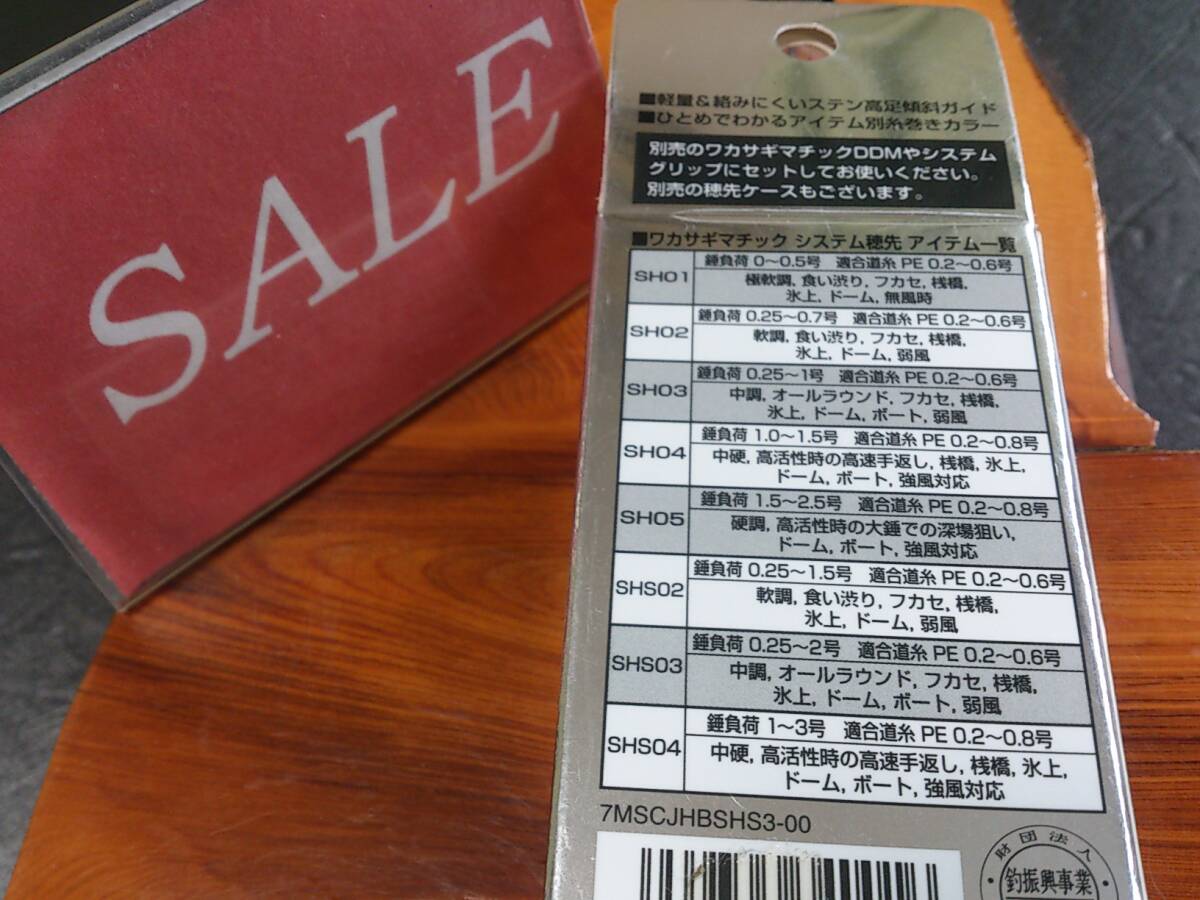 SALE
■軽量&絡みにくいステン高足傾斜ガイド
■ひとめでわかるアイテム別糸巻きカラー
別売のワカサギマチックDDMやシステム
グリップにセットしてお使いください。
別売の穂先ケースもございます。
■ワカサギマチック システム穂先 アイテム一覧
SH01
錘負荷 0〜0.5号 適合道糸 PE 0.2〜0.6号
極軟調, 食い渋り, フカセ, 桟橋,
氷上, ドーム, 無風時
SH02
錘負荷 0.25〜0.7号 適合道糸 PE 0.2〜0.6号
軟調, 食い渋り, フカセ, 桟橋,
氷上, ドーム, 弱風
SH03
錘負荷 0.25〜1号 適合道糸 PE 0.2〜0.6号
中調, オールラウンド, フカセ, 桟橋,
氷上, ドーム, ボート, 弱風
SH04
錘負荷 1.0〜1.5号 適合道糸 PE 0.2〜0.8号
中硬, 高活性時の高速手返し, 桟橋, 氷上,
ドーム, ボート, 強風対応
SH05
錘負荷 1.5〜2.5号 適合道糸 PE 0.2〜0.8号
硬調, 高活性時の大錘での深場狙い,
ドーム, ボート, 強風対応
SHS02
錘負荷 0.25〜1.5号 適合道糸 PE 0.2〜0.6号
軟調, 食い渋り, フカセ, 桟橋,
氷上, ドーム, 弱風
SHS03
錘負荷 0.25〜2号 適合道糸 PE 0.2〜0.6号
中調, オールラウンド, フカセ, 桟橋,
氷上, ドーム, ボート, 弱風
SHS04
錘負荷 1〜3号 適合道糸 PE 0.2〜0.8号
中硬, 高活性時の高速手返し, 桟橋, 氷上,
ドーム, ボート, 強風対応
7MSCJHBSHS3-00
財団法人
釣振興事業